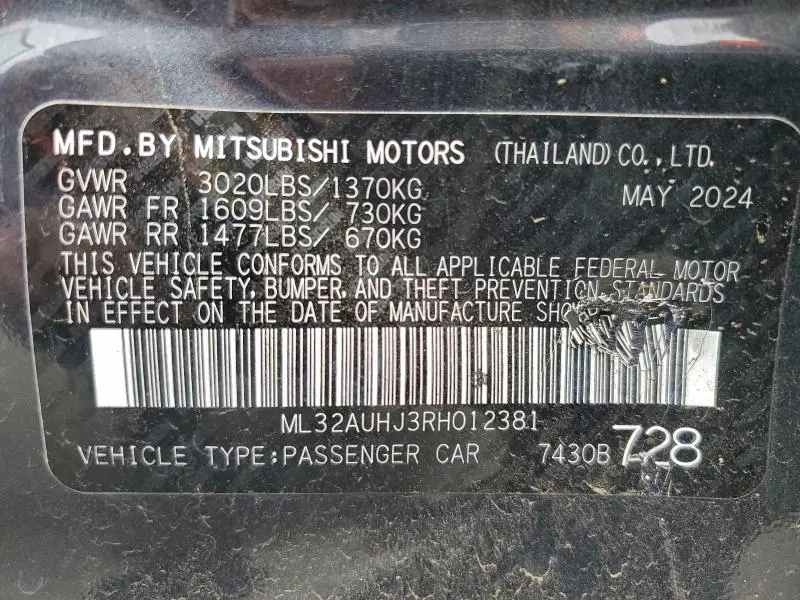 MFD.BY MITSUBISHI MOTORS (THAILAND) CO., LTD.
GVWR 3020LBS/1370KG MAY 2024
GAWR FR 1609LBS/ 730KG
GAWR RR 1477LBS/ 670KG
THIS VEHICLE CONFORMS TO ALL APPLICABLE FEDERAL MOTOR
VEHICLE SAFETY, BUMPER, AND THEFT PREVENTION STANDARDS
IN EFFECT ON THE DATE OF MANUFACTURE
ML32AUHJ3RH012381
VEHICLE TYPE:PASSENGER CAR 7430B 728